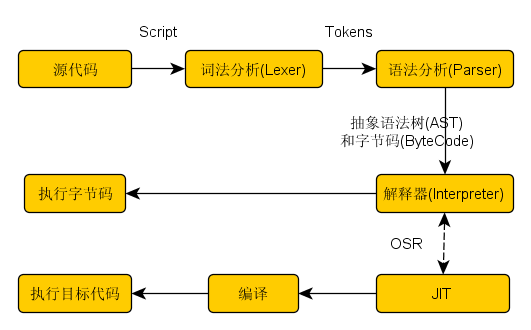 Script
Tokens
源代码
词法分析(Lexer)
语法分析(Parser)
抽象语法树(AST)
和字节码(ByteCode)
执行字节码
解释器(Interpreter)
OSR
执行目标代码
编译
JIT